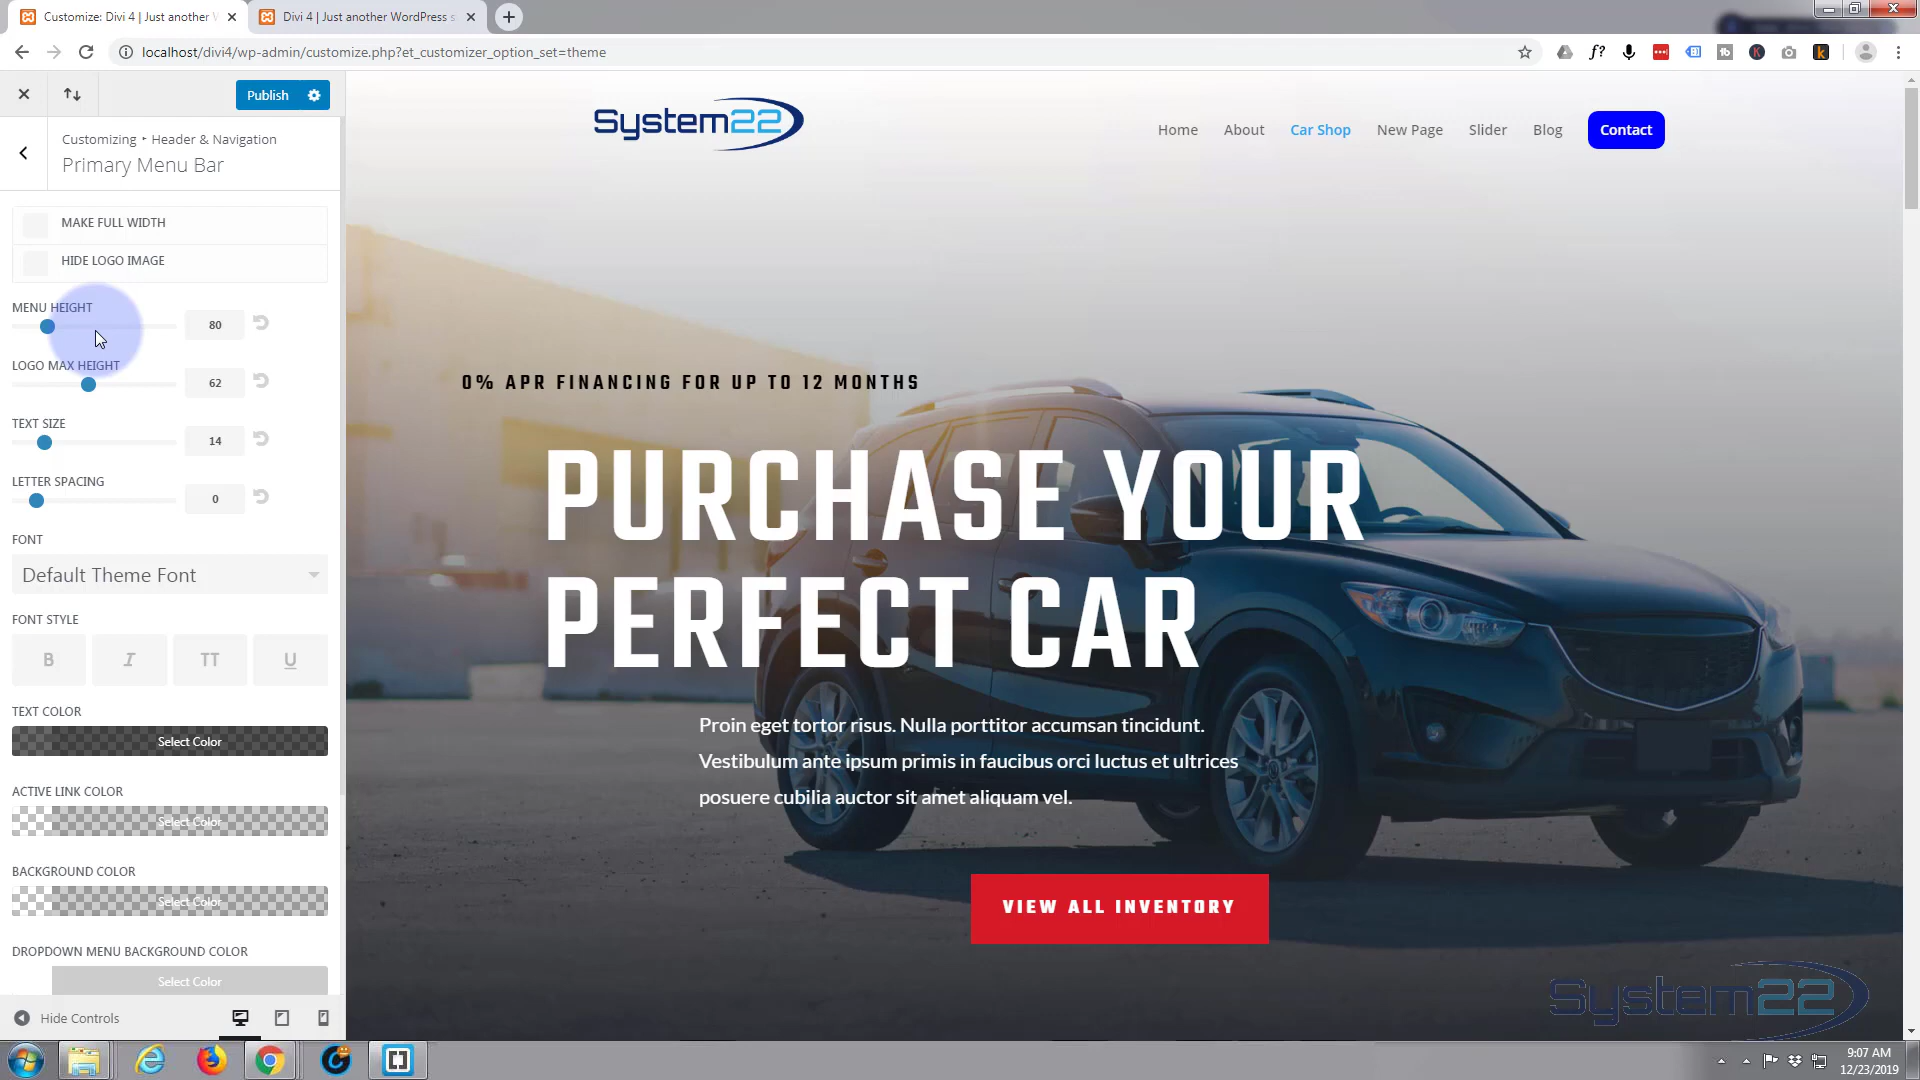 Customize: Divi 4 | Just another W
Divi 4 | Just another WordPress s
localhost/divi4/wp-admin/customize.php?et_customizer_option_set=theme
Publish
Customizing ▸ Header & Navigation
Primary Menu Bar
MAKE FULL WIDTH
HIDE LOGO IMAGE
MENU HEIGHT
80
LOGO MAX HEIGHT
62
TEXT SIZE
14
LETTER SPACING
0
FONT
Default Theme Font
FONT STYLE
B I TT U
TEXT COLOR
Select Color
ACTIVE LINK COLOR
Select Color
BACKGROUND COLOR
Select Color
DROPDOWN MENU BACKGROUND COLOR
Select Color
Hide Controls
System22
Home About Car Shop New Page Slider Blog Contact
0% APR FINANCING FOR UP TO 12 MONTHS
PURCHASE YOUR
PERFECT CAR
Proin eget tortor risus. Nulla porttitor accumsan tincidunt.
Vestibulum ante ipsum primis in faucibus orci luctus et ultrices
posuere cubilia auctor sit amet aliquam vel.
VIEW ALL INVENTORY
System22
9:07 AM
12/23/2019